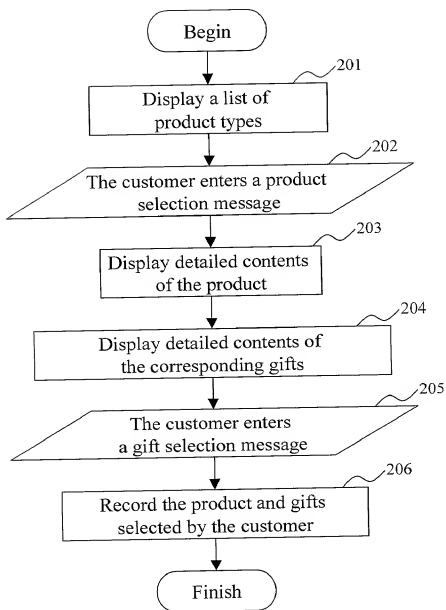 Begin
201
Display a list of
product types
202
The customer enters a product
selection message
203
Display detailed contents
of the product
204
Display detailed contents of
the corresponding gifts
205
The customer enters
a gift selection message
206
Record the product and gifts
selected by the customer
Finish